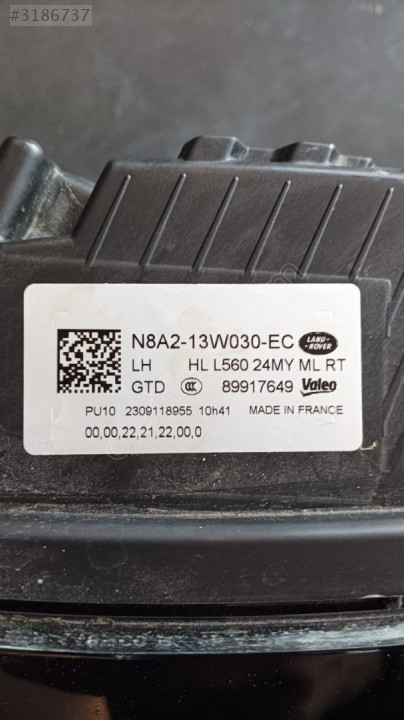 #3186737
N8A2-13W030-EC LAND-ROVER
LH HL L560 24MY ML RT
GTD CCC 89917649 Valeo
PU10 2309118955 10h41 MADE IN FRANCE
00,00,22,21,22,00,0